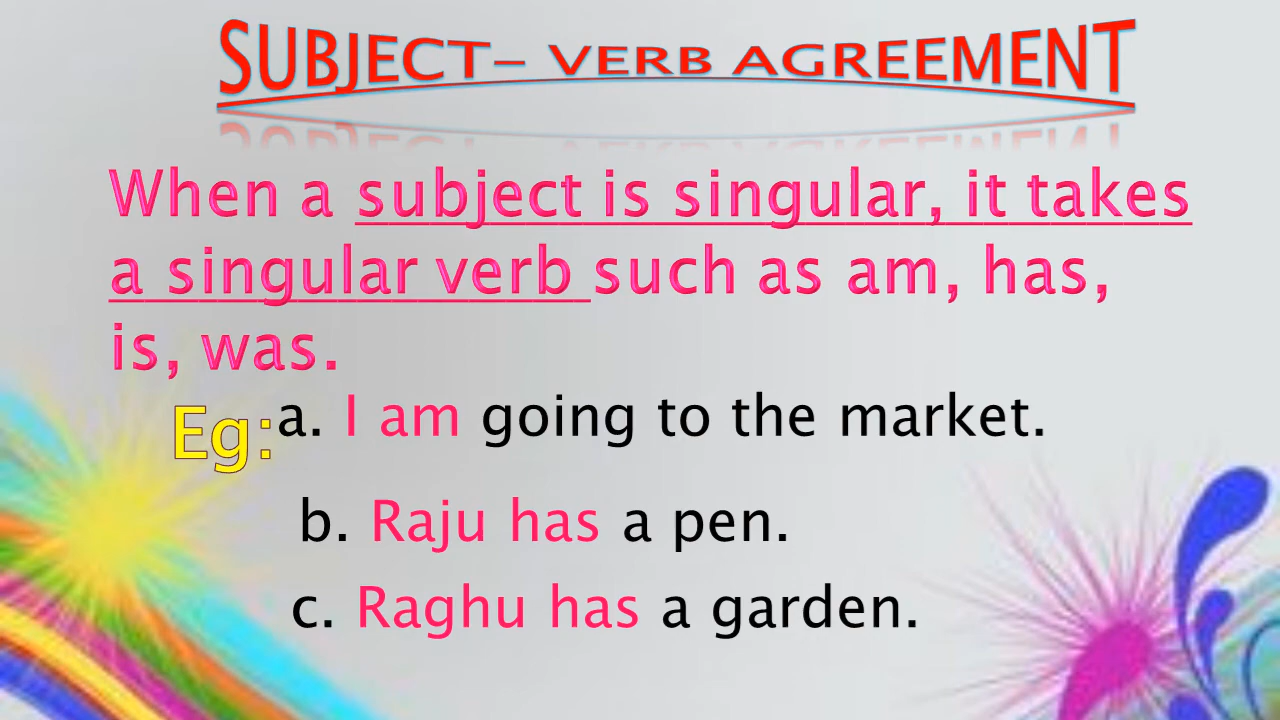 SUBJECT– VERB AGREEMENT
When a subject is singular, it takes
a singular verb such as am, has,
is, was.
Eg: a. I am going to the market.
b. Raju has a pen.
c. Raghu has a garden.